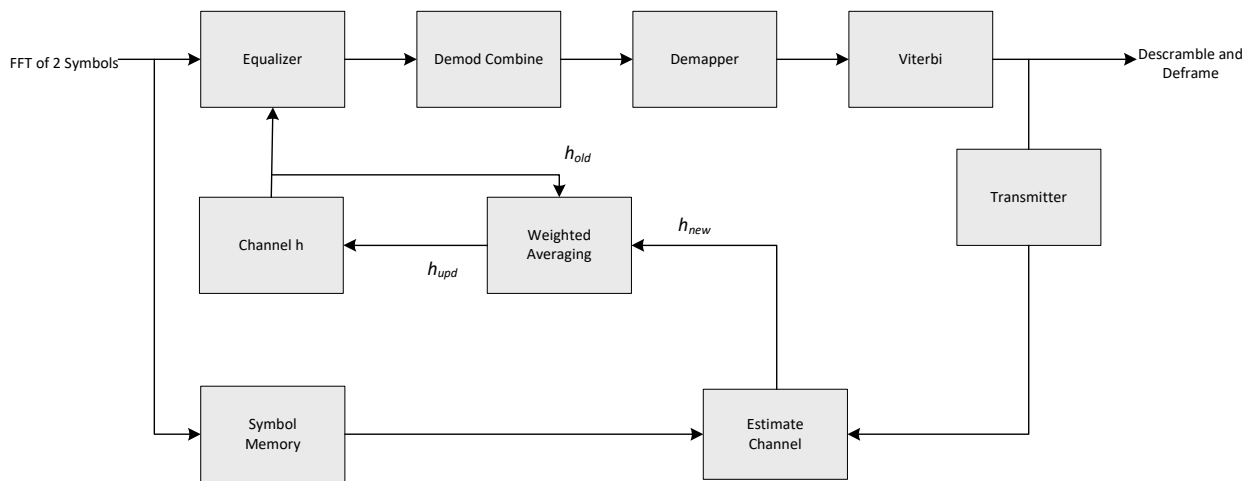 FFT of 2 Symbols
Equalizer
Demod Combine
Demapper
Viterbi
Descramble and
Deframe
h_old
Transmitter
Channel h
Weighted
Averaging
h_new
h_upd
Symbol
Memory
Estimate
Channel